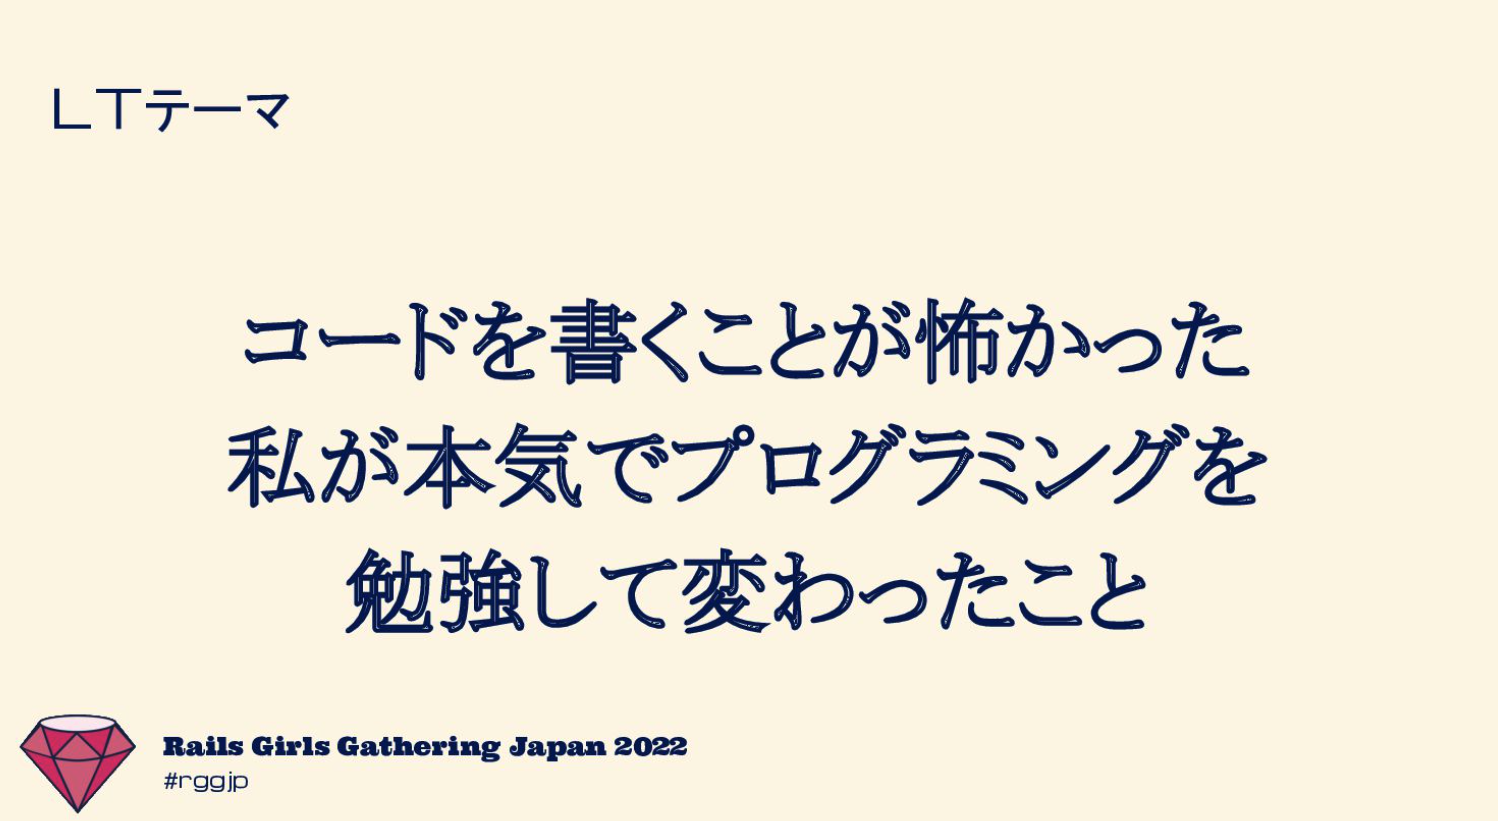 LTテーマ
コードを書くことが怖かった
私が本気でプログラミングを
勉強して変わったこと
Rails Girls Gathering Japan 2022
#rggjp